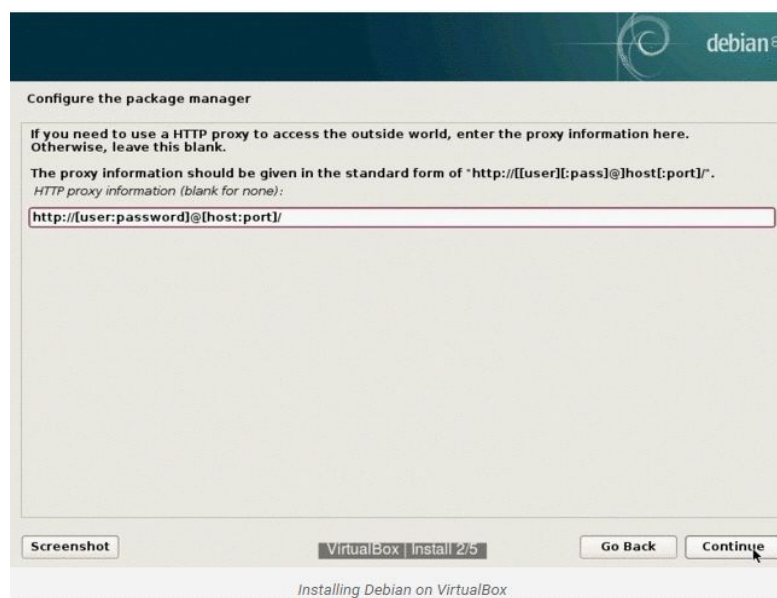 debian 8
Configure the package manager
If you need to use a HTTP proxy to access the outside world, enter the proxy information here.
Otherwise, leave this blank.
The proxy information should be given in the standard form of "http://[[user][:pass]@]host[:port]/".
HTTP proxy information (blank for none):
http://[user:password]@[host:port]/
Screenshot
VirtualBox | Install 2/5
Go Back
Continue
Installing Debian on VirtualBox